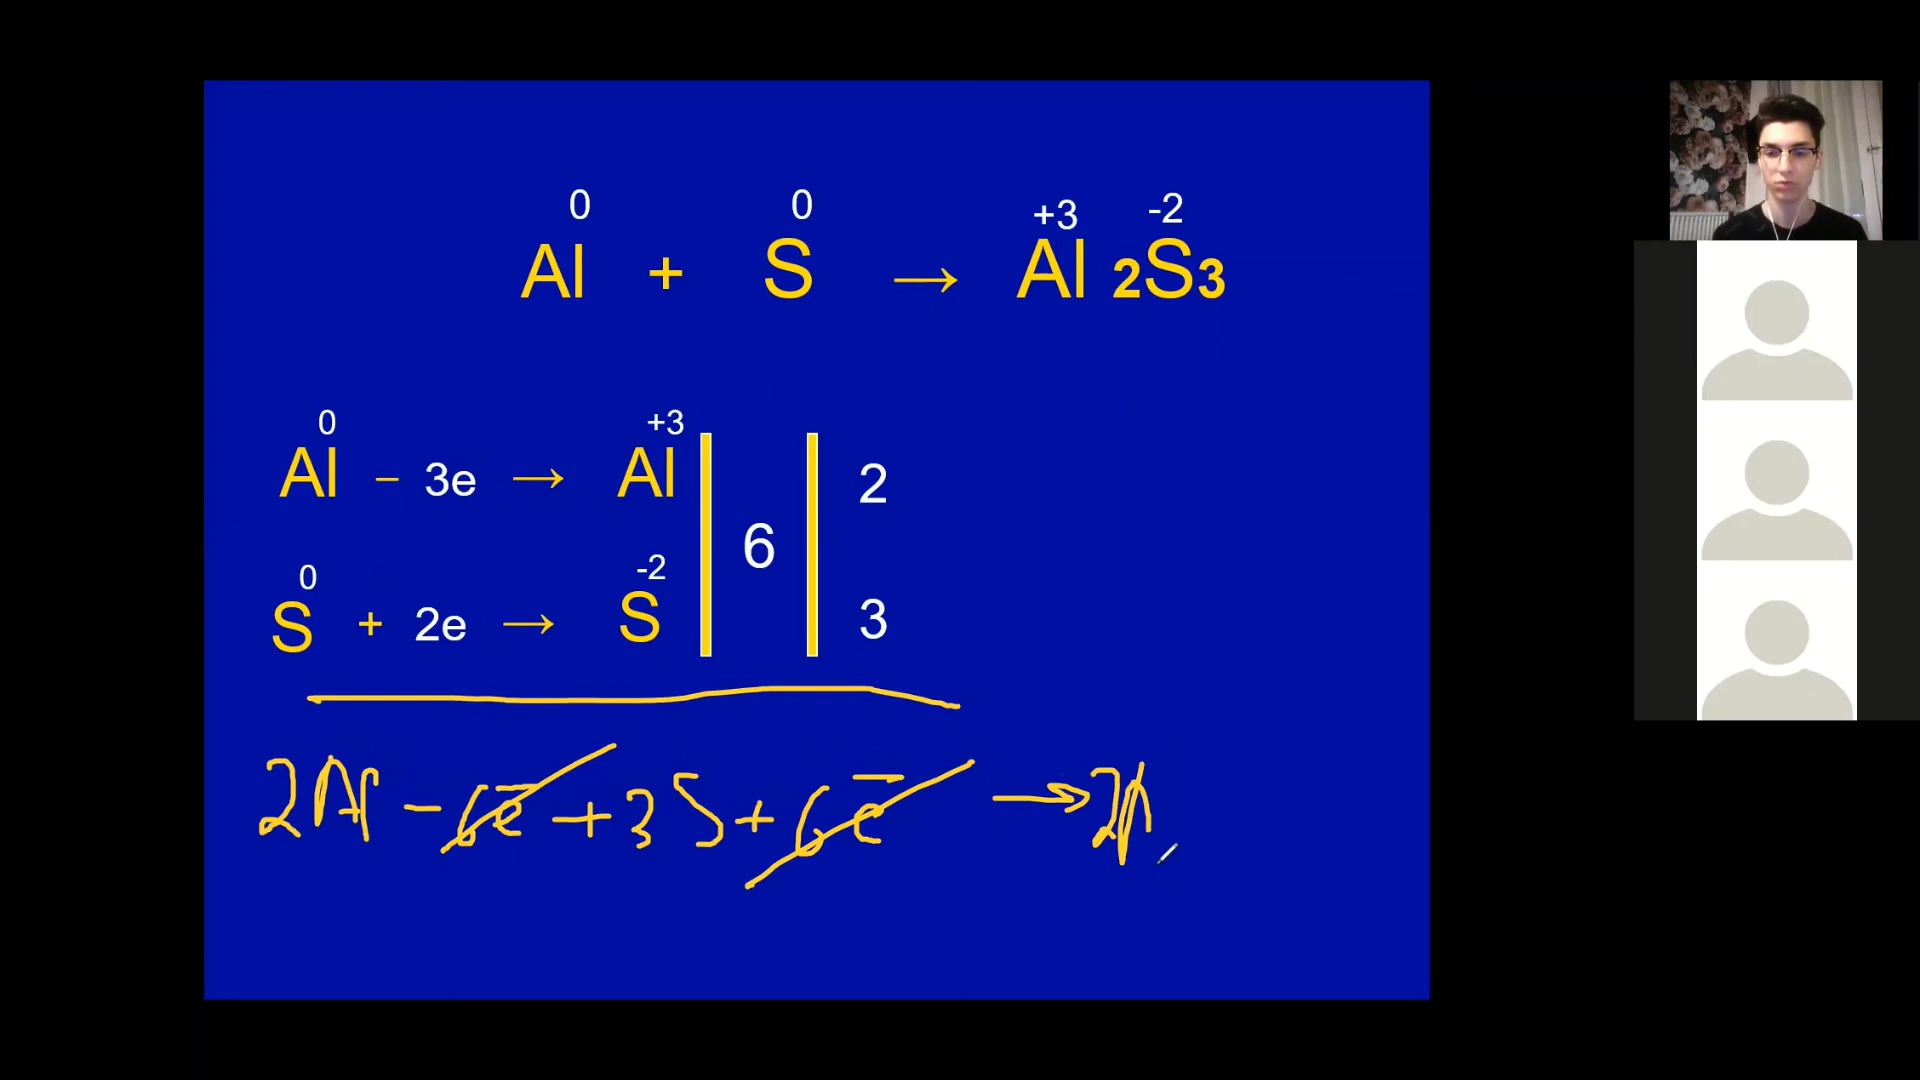 0 0 +3 -2
Al + S → Al 2S3
0 +3
Al – 3e → Al 2
6
0 -2
S + 2e → S 3
2Al – 6e + 3S + 6e → 2A